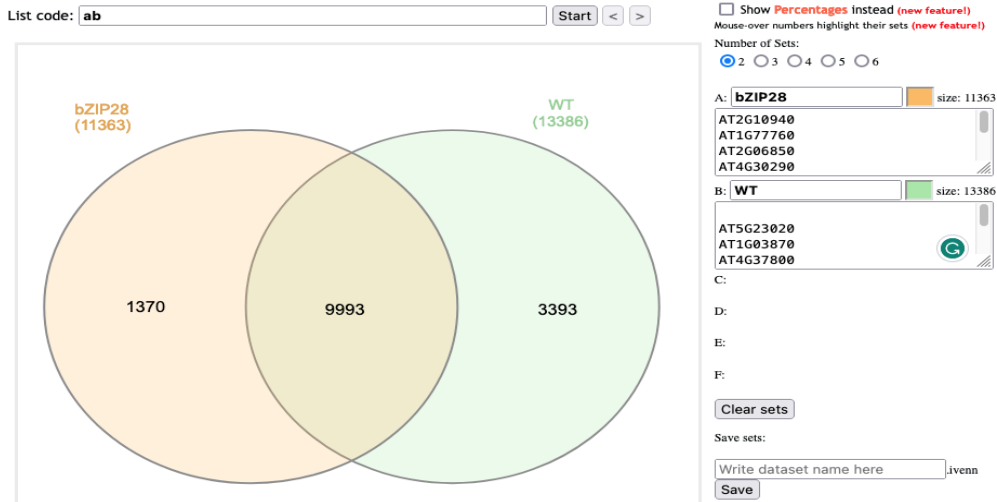 List code: ab Start < >
bZIP28
(11363)
WT
(13386)
1370
9993
3393
Show Percentages instead (new feature!)
Mouse-over numbers highlight their sets (new feature!)
Number of Sets:
2 3 4 5 6
A: bZIP28 size: 11363
AT2G10940
AT1G77760
AT2G06850
AT4G30290
B: WT size: 13386
AT5G23020
AT1G03870
AT4G37800
C:
D:
E:
F:
Clear sets
Save sets:
Write dataset name here .ivenn
Save